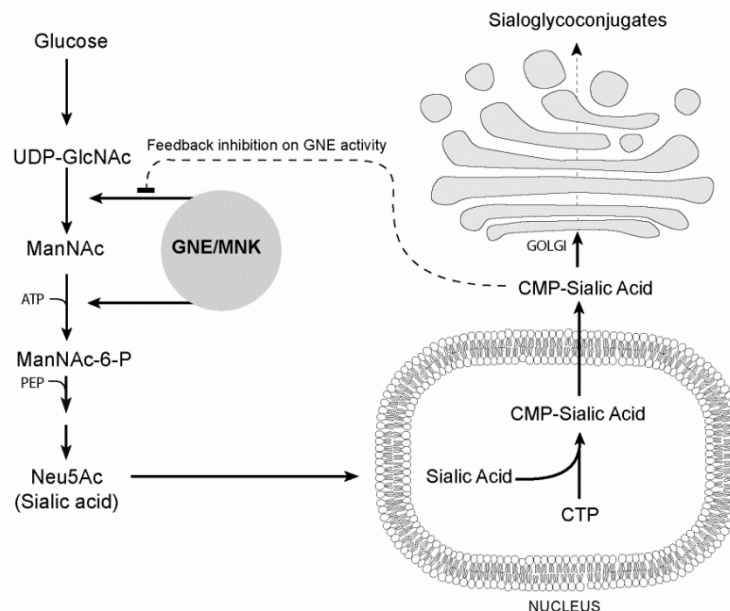 Sialoglycoconjugates
Glucose
Feedback inhibition on GNE activity
UDP-GlcNAc
GNE/MNK
ManNAc
GOLGI
CMP-Sialic Acid
ATP
ManNAc-6-P
PEP
CMP-Sialic Acid
Sialic Acid
Neu5Ac
(Sialic acid)
CTP
NUCLEUS